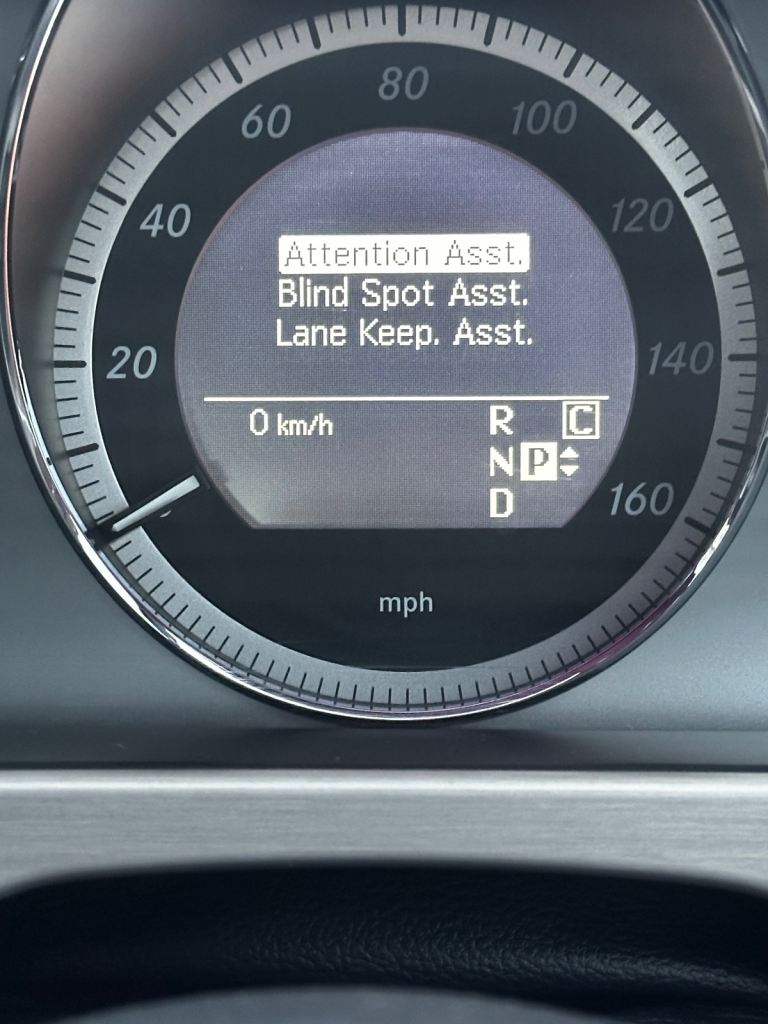 80
60 100
40 120
Attention Asst.
Blind Spot Asst.
Lane Keep. Asst.
20 140
0 km/h R C
N P
D
160
mph